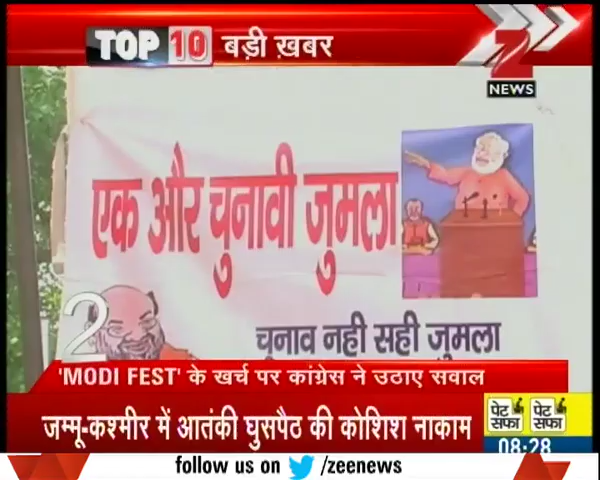 TOP 10 बड़ी ख़बर
Z
NEWS
एक और चुनावी जुमला
2
चुनाव नही सही जुमला
'MODI FEST' के खर्च पर कांग्रेस ने उठाए सवाल
जम्मू-कश्मीर में आतंकी घुसपैठ की कोशिश नाकाम
पेट सफा पेट सफा
08:28
follow us on /zeenews